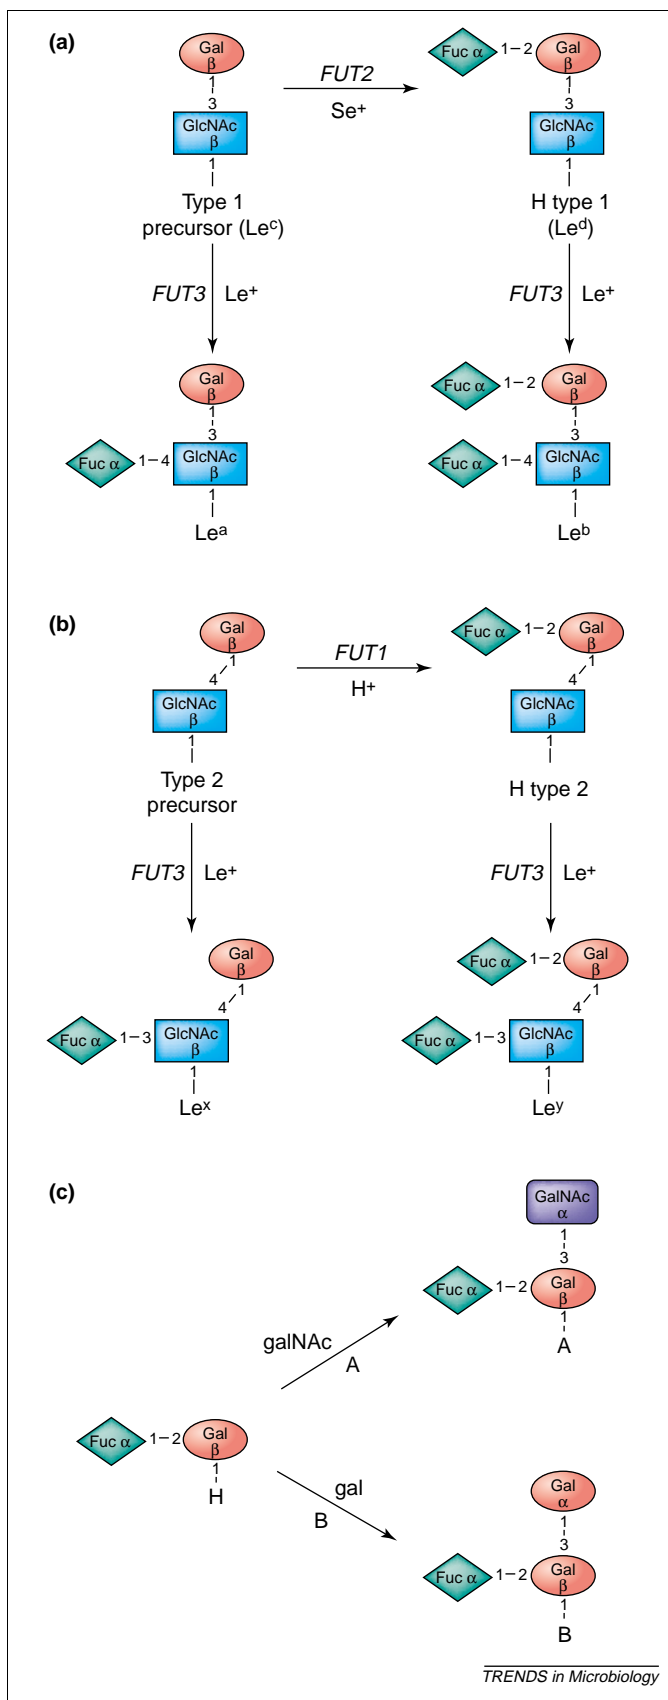 (a)
Gal
β
1
3
GlcNAc
β
1
Type 1
precursor (Leᶜ)
FUT2
Se⁺
Fuc α
1–2
Gal
β
1
3
GlcNAc
β
1
H type 1
(Leᵈ)
FUT3 Le⁺
FUT3 Le⁺
Gal
β
1
3
Fuc α
1–4
GlcNAc
β
1
Leᵃ
Fuc α
1–2
Gal
β
1
3
Fuc α
1–4
GlcNAc
β
1
Leᵇ
(b)
Gal
β
1
4
GlcNAc
β
1
Type 2
precursor
FUT1
H⁺
Fuc α
1–2
Gal
β
1
4
GlcNAc
β
1
H type 2
FUT3 Le⁺
FUT3 Le⁺
Gal
β
1
4
Fuc α
1–3
GlcNAc
β
1
Leˣ
Fuc α
1–2
Gal
β
1
4
Fuc α
1–3
GlcNAc
β
1
Leʸ
(c)
GalNAc
α
1
3
Fuc α
1–2
Gal
β
1
A
galNAc
A
Fuc α
1–2
Gal
β
1
H
gal
B
Gal
α
1
3
Fuc α
1–2
Gal
β
1
B
TRENDS in Microbiology